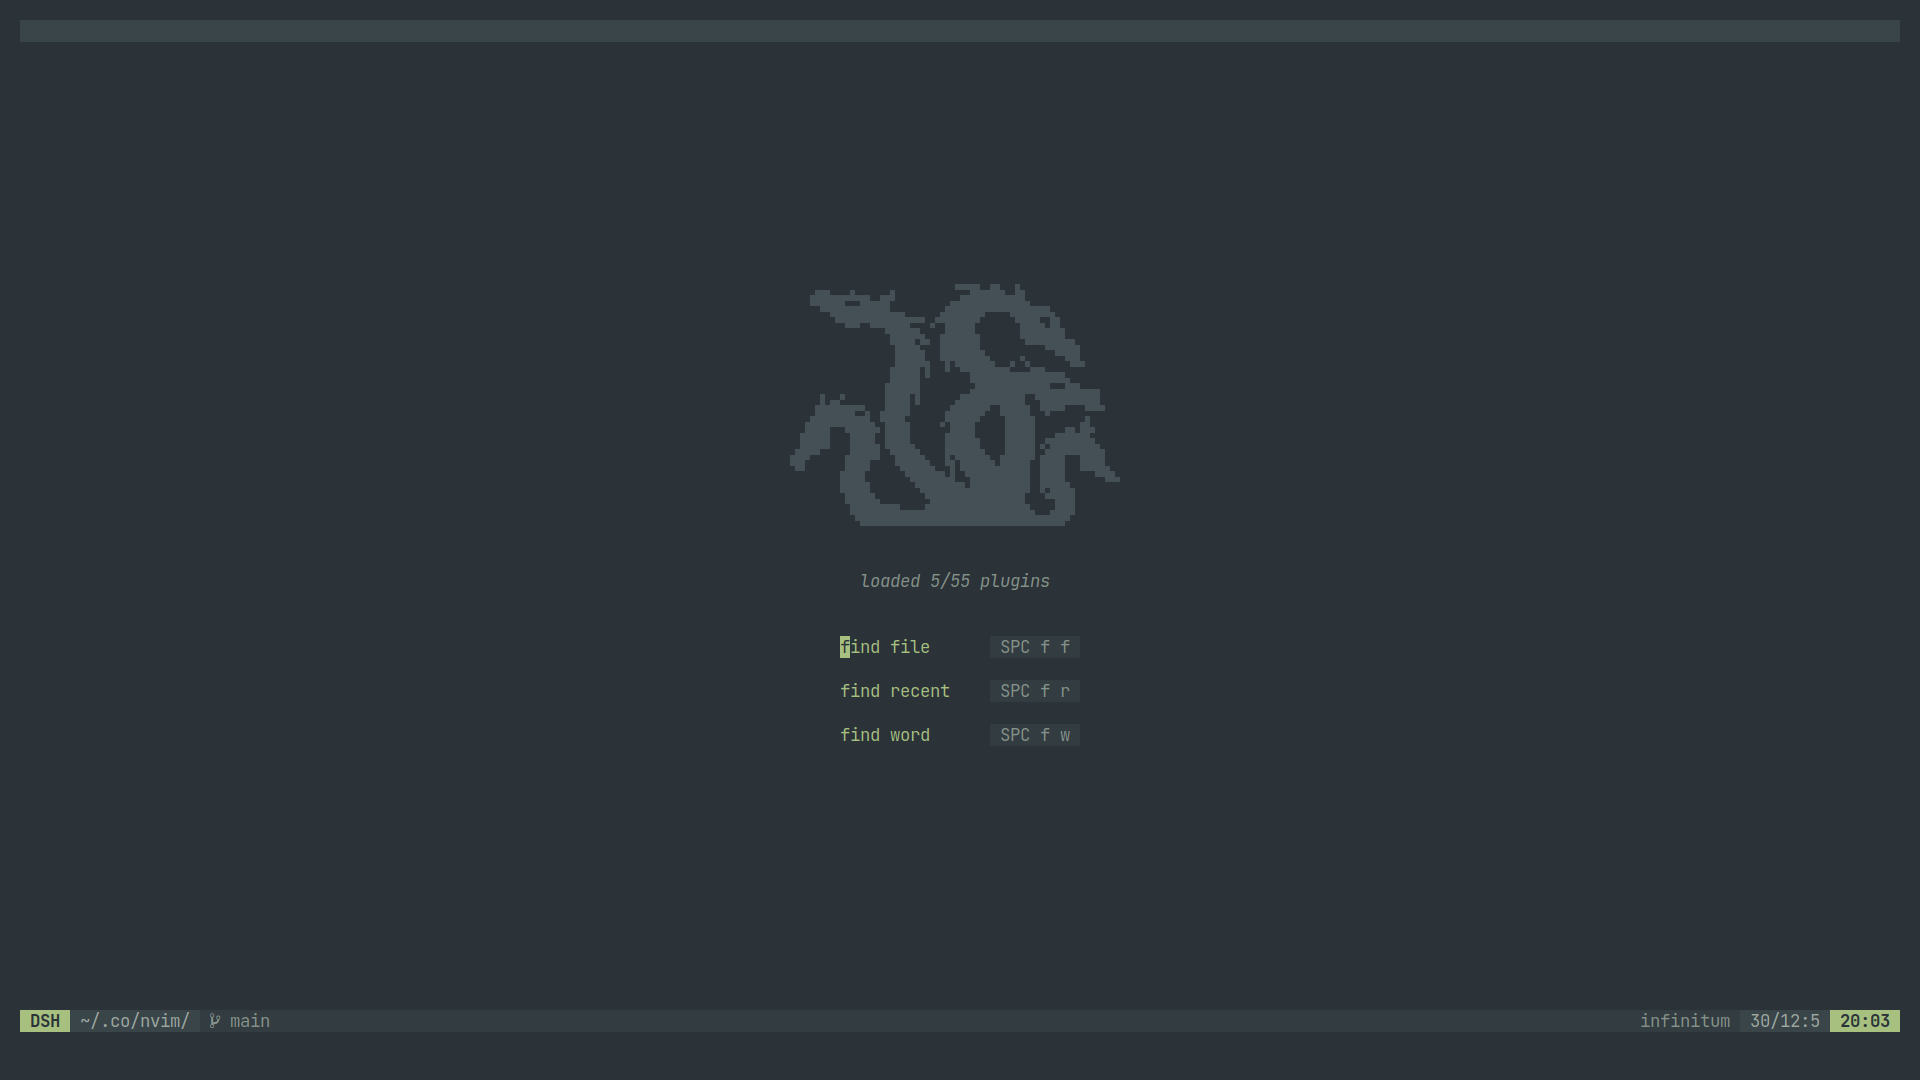 loaded 5/55 plugins
find file SPC f f
find recent SPC f r
find word SPC f w
DSH ~/.co/nvim/ main infinitum 30/12:5 20:03